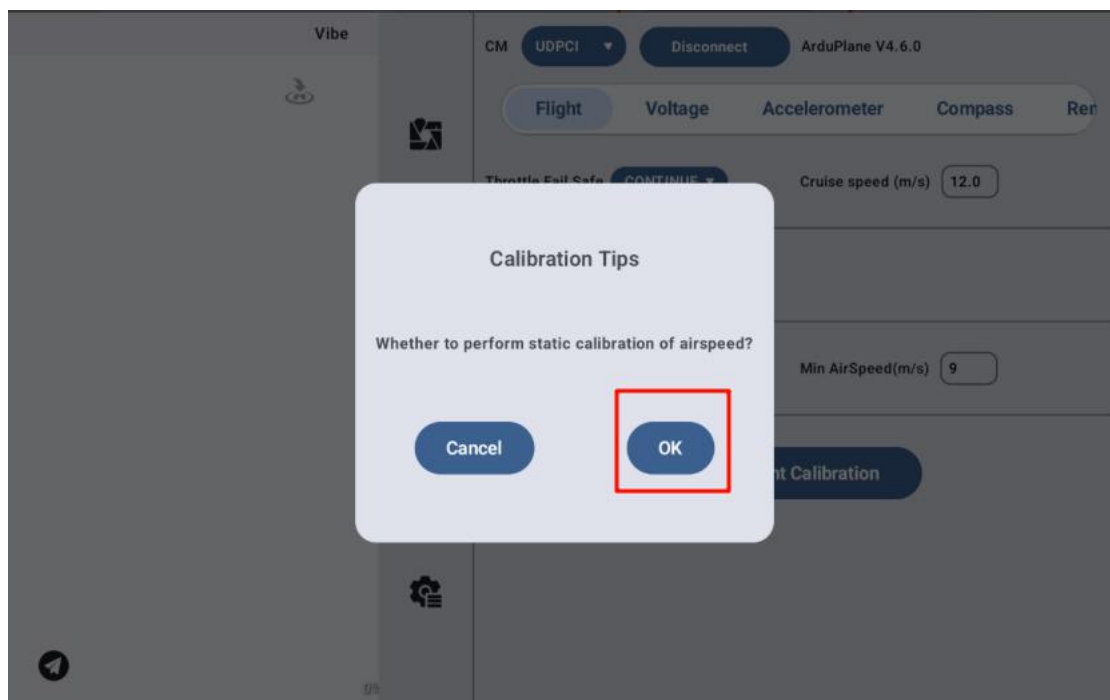 Vibe
CM UDPCI Disconnect ArduPlane V4.6.0
Flight Voltage Accelerometer Compass
Throttle Fail Safe CONTINUE Cruise speed (m/s) 12.0
Calibration Tips
Whether to perform static calibration of airspeed?
Min AirSpeed(m/s) 9
Cancel OK
Calibration